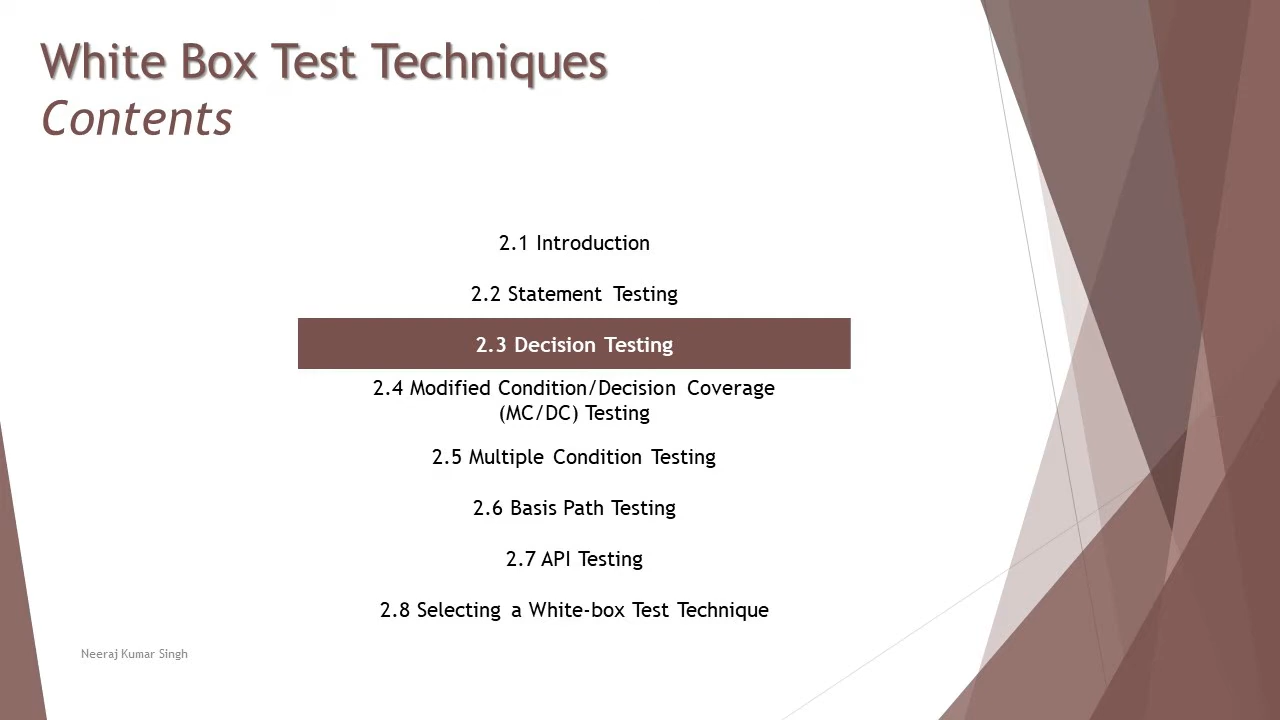 White Box Test Techniques
Contents
2.1 Introduction
2.2 Statement Testing
2.3 Decision Testing
2.4 Modified Condition/Decision Coverage
(MC/DC) Testing
2.5 Multiple Condition Testing
2.6 Basis Path Testing
2.7 API Testing
2.8 Selecting a White-box Test Technique
Neeraj Kumar Singh